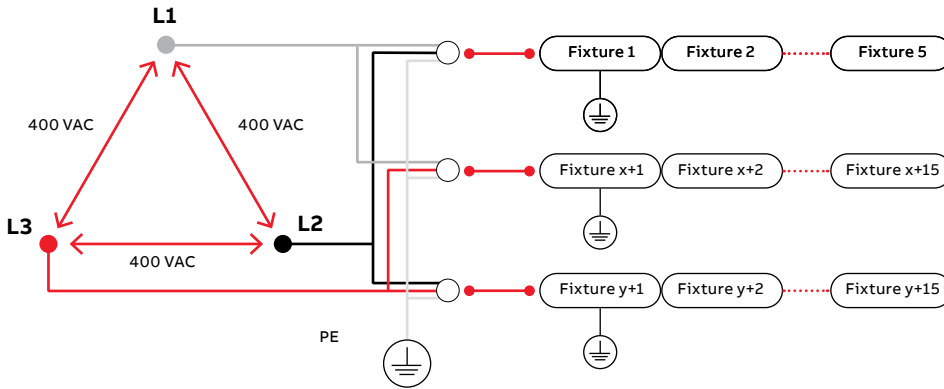 L1
Fixture 1
Fixture 2
Fixture 5
400 VAC
400 VAC
Fixture x+1
Fixture x+2
Fixture x+15
L3
L2
400 VAC
Fixture y+1
Fixture y+2
Fixture y+15
PE